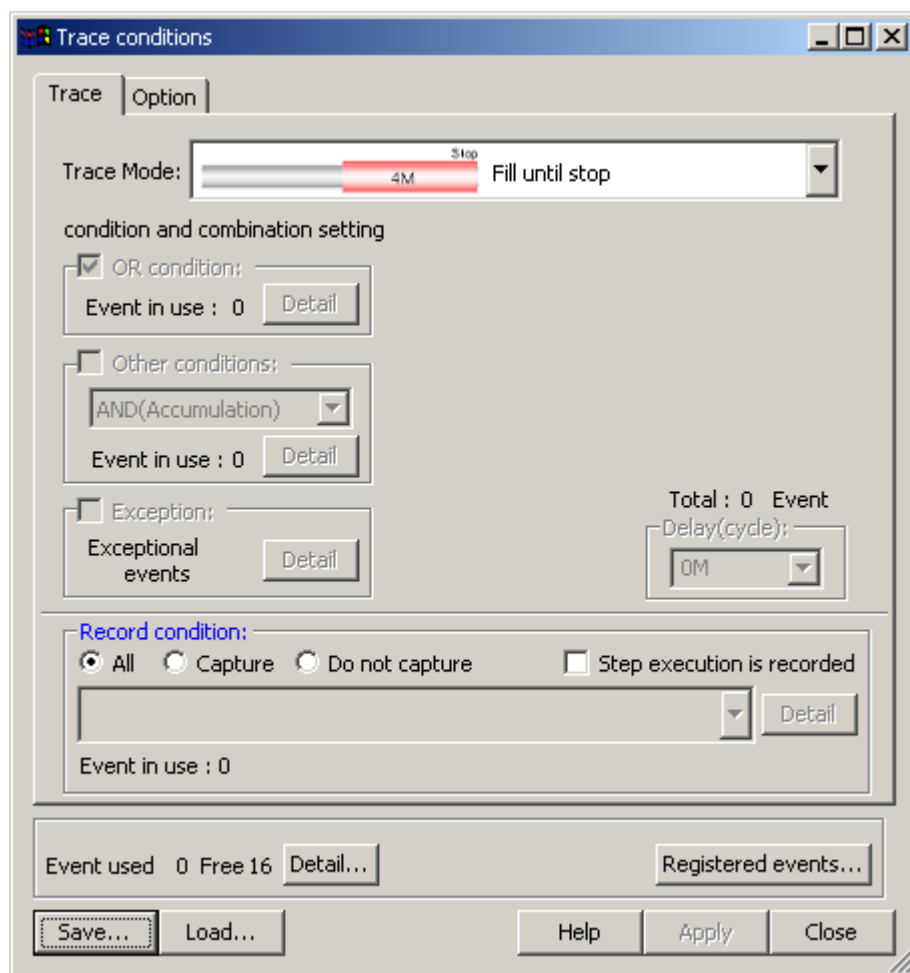 Trace conditions
Trace Option
Trace Mode: Stop 4M Fill until stop
condition and combination setting
OR condition:
Event in use : 0 Detail
Other conditions:
AND(Accumulation)
Event in use : 0 Detail
Exception:
Exceptional events Detail
Total : 0 Event
Delay(cycle):
0M
Record condition:
All Capture Do not capture Step execution is recorded
Detail
Event in use : 0
Event used 0 Free 16 Detail... Registered events...
Save... Load... Help Apply Close